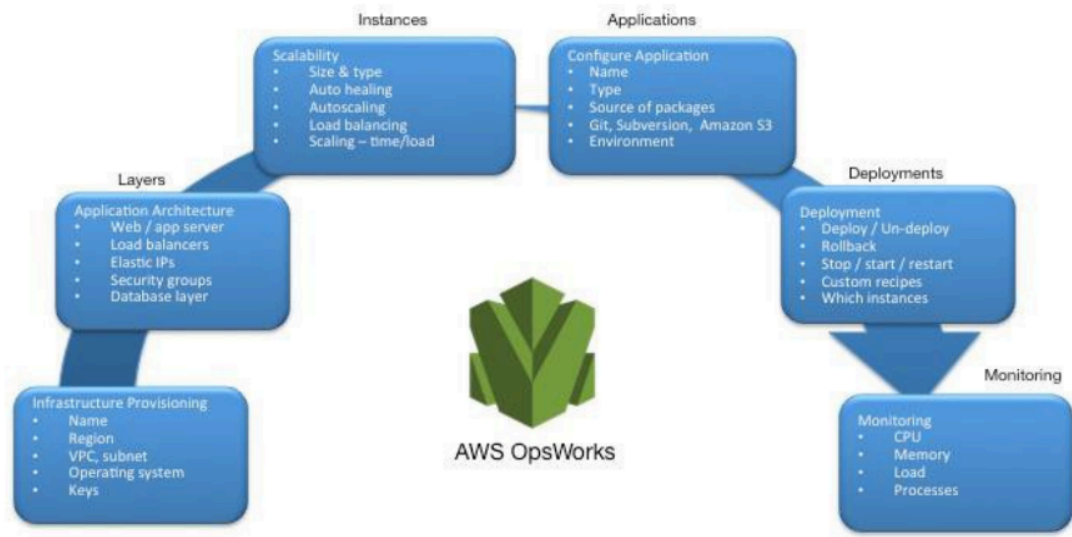 Instances
Scalability
• Size & type
• Auto healing
• Autoscaling
• Load balancing
• Scaling – time/load
Applications
Configure Application
• Name
• Type
• Source of packages
• Git, Subversion, Amazon S3
• Environment
Layers
Application Architecture
• Web / app server
• Load balancers
• Elastic IPs
• Security groups
• Database layer
Deployments
Deployment
• Deploy / Un-deploy
• Rollback
• Stop / start / restart
• Custom recipes
• Which instances
Infrastructure Provisioning
• Name
• Region
• VPC, subnet
• Operating system
• Keys
AWS OpsWorks
Monitoring
Monitoring
• CPU
• Memory
• Load
• Processes